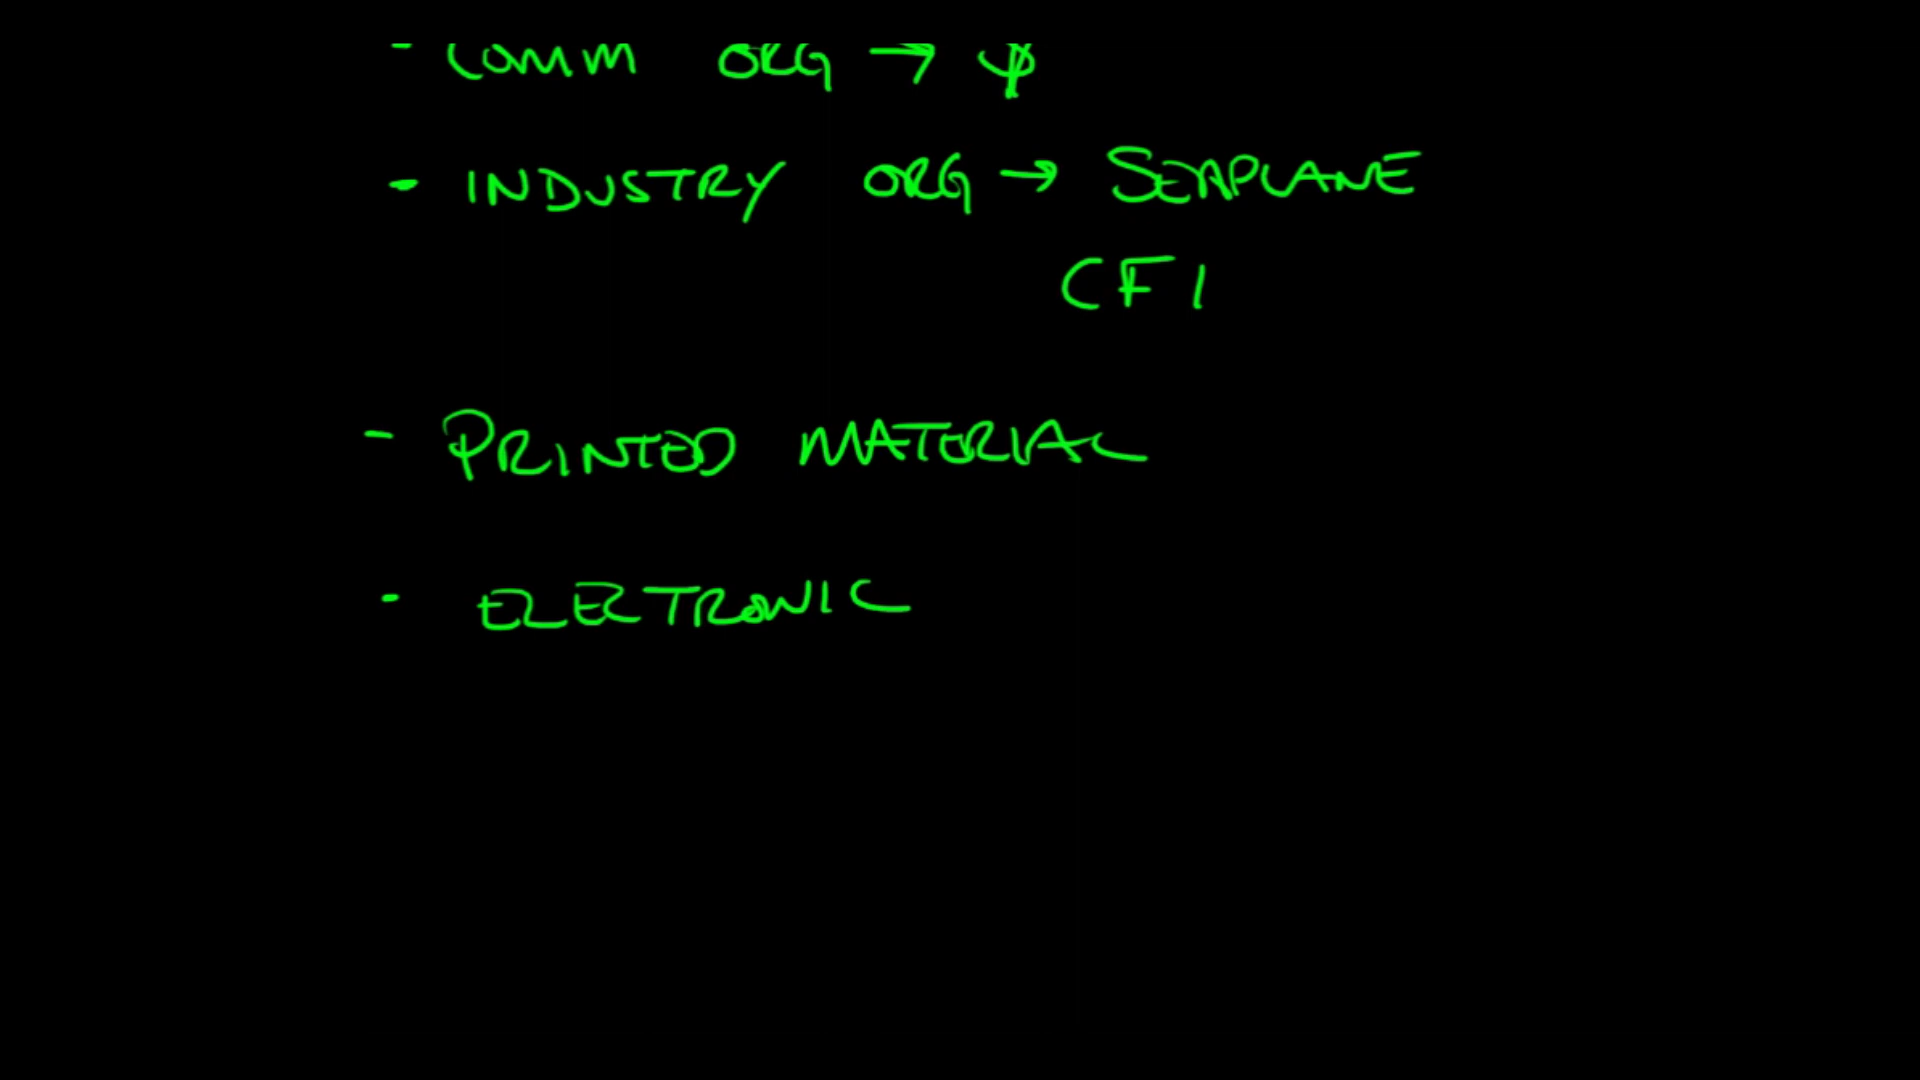 - COMM ORG →
- INDUSTRY ORG → SEAPLANE
CFI
- PRINTED MATERIAL
- ELECTRONIC